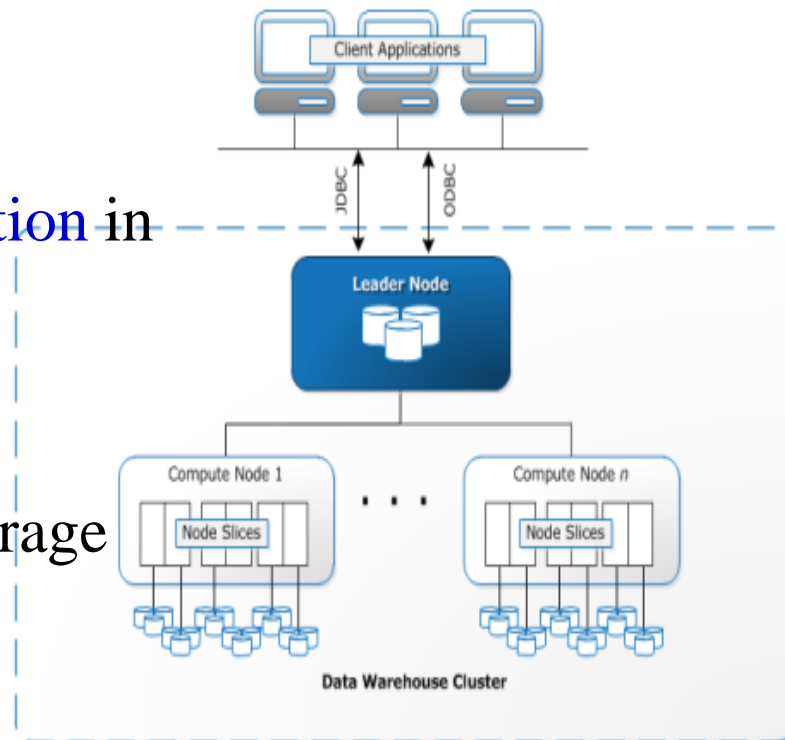 Client Applications
JDBC
ODBC
tion in
Leader Node
Compute Node 1
Compute Node n
. . .
rage
Node Slices
Node Slices
Data Warehouse Cluster